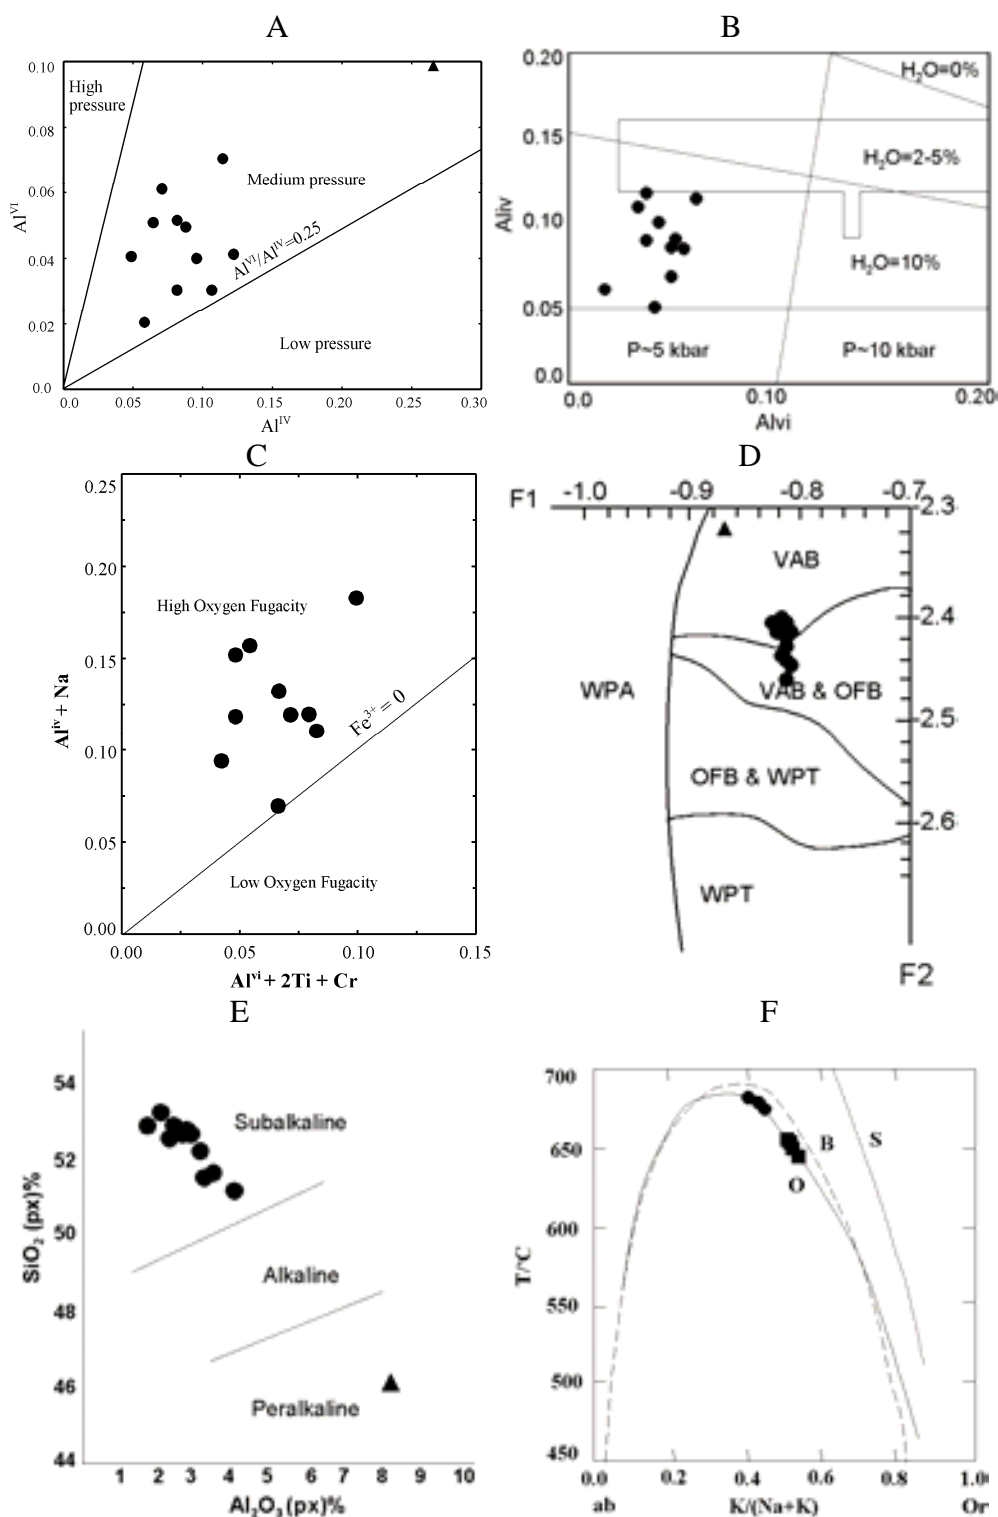 A
0.10
High
pressure
0.08
Medium pressure
0.06
Al^VI
Al^VI/Al^IV=0.25
0.04
0.02
Low pressure
0.0
0.0 0.05 0.10 0.15 0.20 0.25 0.30
Al^IV
B
0.20
H₂O=0%
0.15
H₂O=2-5%
Aliv
0.10
H₂O=10%
0.05
P~5 kbar P~10 kbar
0.0
0.0 0.10 0.20
Alvi
C
0.25
0.20
High Oxygen Fugacity
0.15
Al^iv + Na
Fe³⁺ = 0
0.10
0.05
Low Oxygen Fugacity
0.00
0.00 0.05 0.10 0.15
Al^vi + 2Ti + Cr
D
F1 -1.0 -0.9 -0.8 -0.7
-2.3
VAB
-2.4
WPA
VAB & OFB
-2.5
OFB & WPT
-2.6
WPT
F2
E
54
Subalkaline
52
SiO₂ (px)%
50
Alkaline
48
46
Peralkaline
44
1 2 3 4 6 7 8 9 10
Al₂O₃ (px)%
F
700
B S
650
O
600
T/°C
550
500
450
0.0 0.2 0.4 0.6 0.8 1.0
ab K/(Na+K) Or